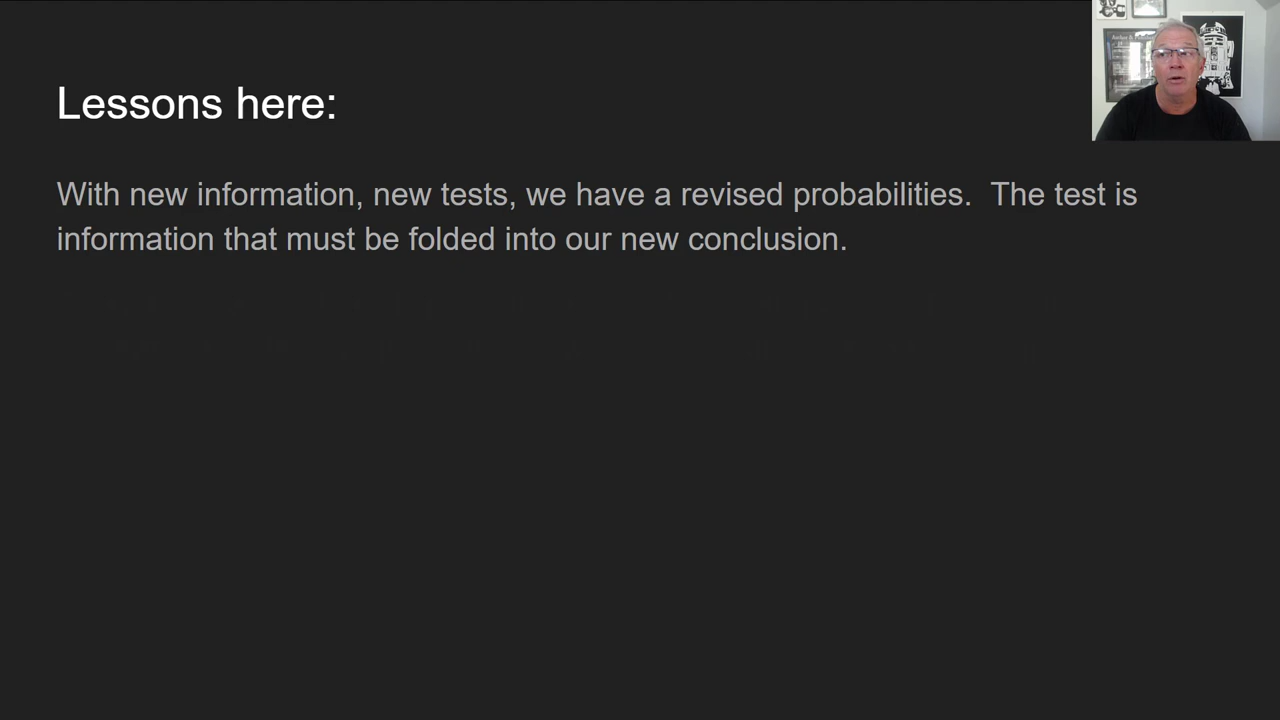 Lessons here:
With new information, new tests, we have a revised probabilities.  The test is
information that must be folded into our new conclusion.